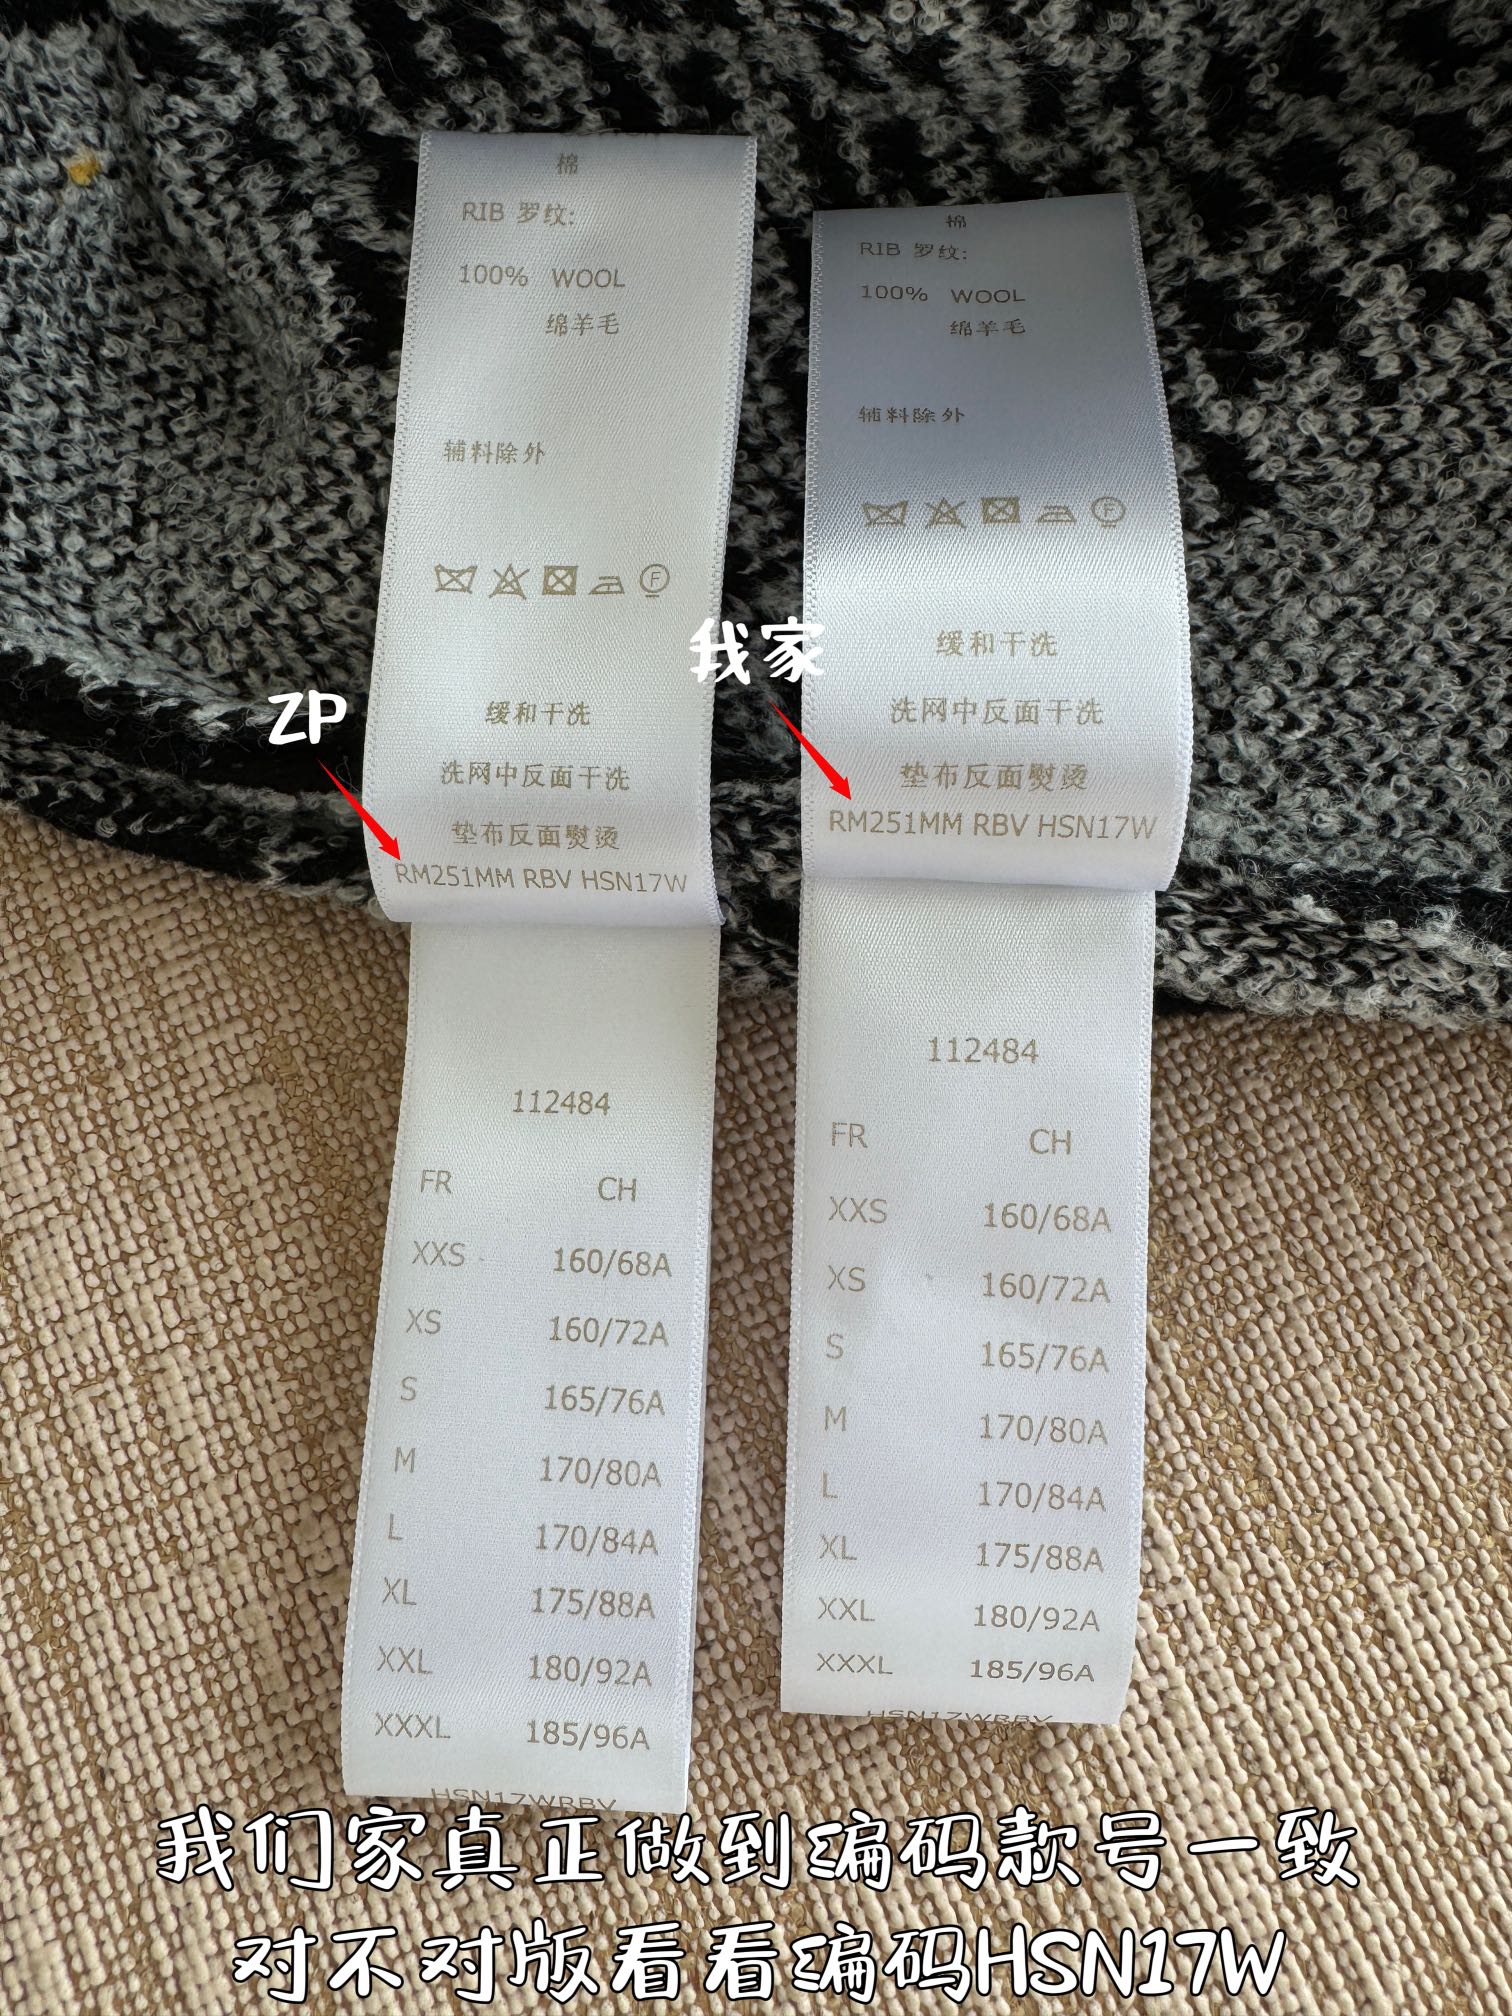 棉
RIB 罗纹:
100% WOOL
绵羊毛
辅料除外
F
缓和干洗
洗网中反面干洗
垫布反面熨烫
RM251MM RBV HSN17W
112484
FR CH
XXS 160/68A
XS 160/72A
S 165/76A
M 170/80A
L 170/84A
XL 175/88A
XXL 180/92A
XXXL 185/96A
HSN17WRBV
ZP
棉
RIB 罗纹:
100% WOOL
绵羊毛
辅料除外
F
缓和干洗
洗网中反面干洗
垫布反面熨烫
RM251MM RBV HSN17W
112484
FR CH
XXS 160/68A
XS 160/72A
S 165/76A
M 170/80A
L 170/84A
XL 175/88A
XXL 180/92A
XXXL 185/96A
HSN17WRBV
我家
我们家真正做到编码款号一致
对不对版看看编码HSN17W